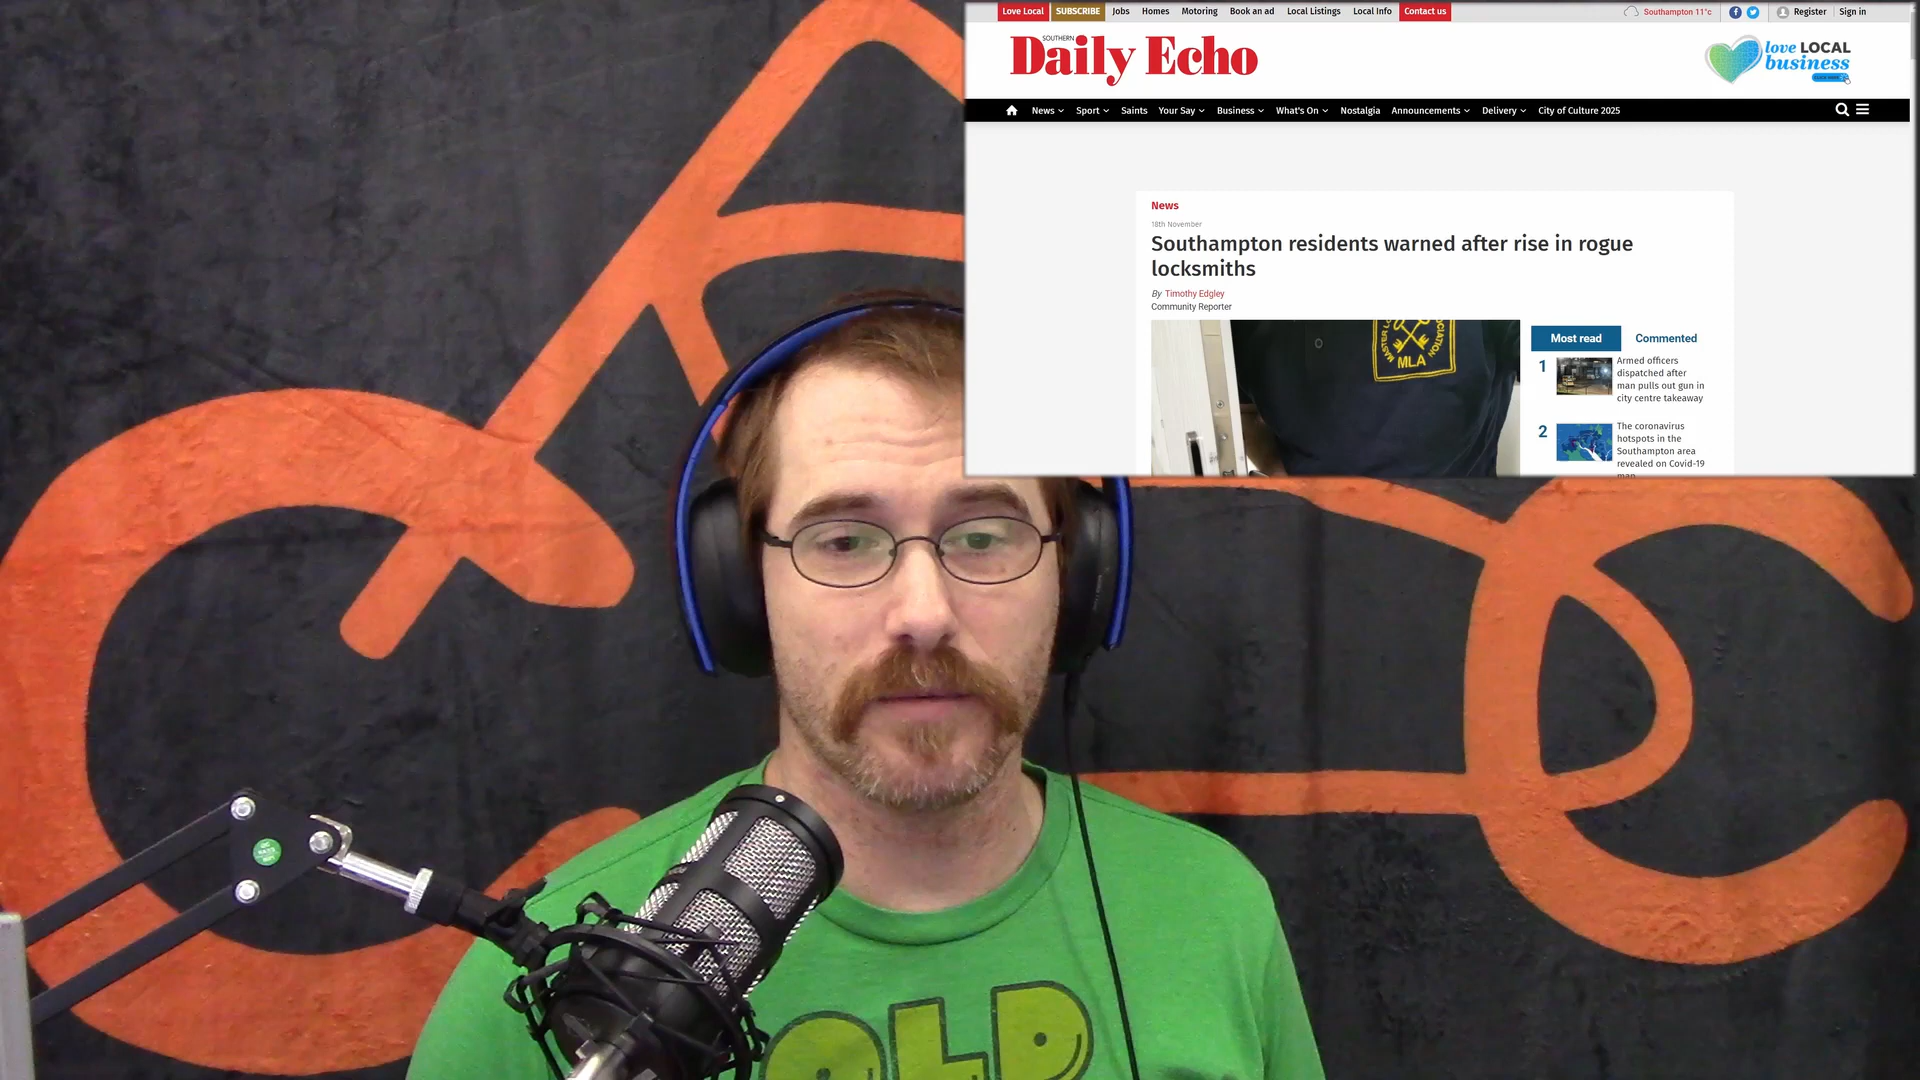 Love Local SUBSCRIBE Jobs Homes Motoring Book an ad Local Listings Local Info Contact us Southampton 11°c Register Sign in
SOUTHERN
Daily Echo
love LOCAL
business
News Sport Saints Your Say Business What's On Nostalgia Announcements Delivery City of Culture 2025
News
18th November
Southampton residents warned after rise in rogue
locksmiths
By Timothy Edgley
Community Reporter
MLA
Most read Commented
1
Armed officers
dispatched after
man pulls out gun in
city centre takeaway
2
The coronavirus
hotspots in the
Southampton area
revealed on Covid-19
map
OLD